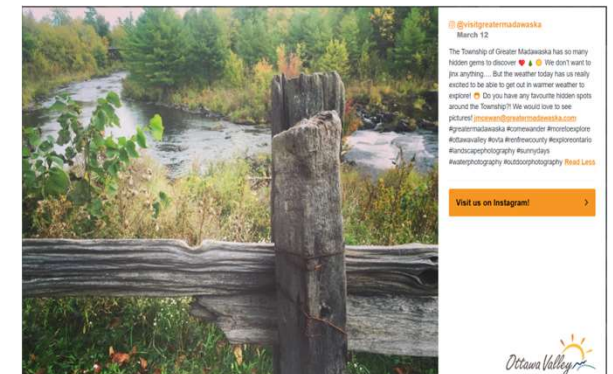 @visitgreatermadawaska
March 12
The Township of Greater Madawaska has so many
hidden gems to discover ❤️ 🌲 🌞 We don't want to
jinx anything.... But the weather today has us really
excited to be able to get out in warmer weather to
explore! 😁 Do you have any favourite hidden spots
around the Township?! We would love to see
pictures! jmcewen@greatermadawaska.com
#greatermadawaska #comewander #moretoexplore
#ottawavalley #ovta #renfrewcounty #exploreontario
#landscapephotography #sunnydays
#waterphotography #outdoorphotography Read Less
Visit us on Instagram!
Ottawa Valley